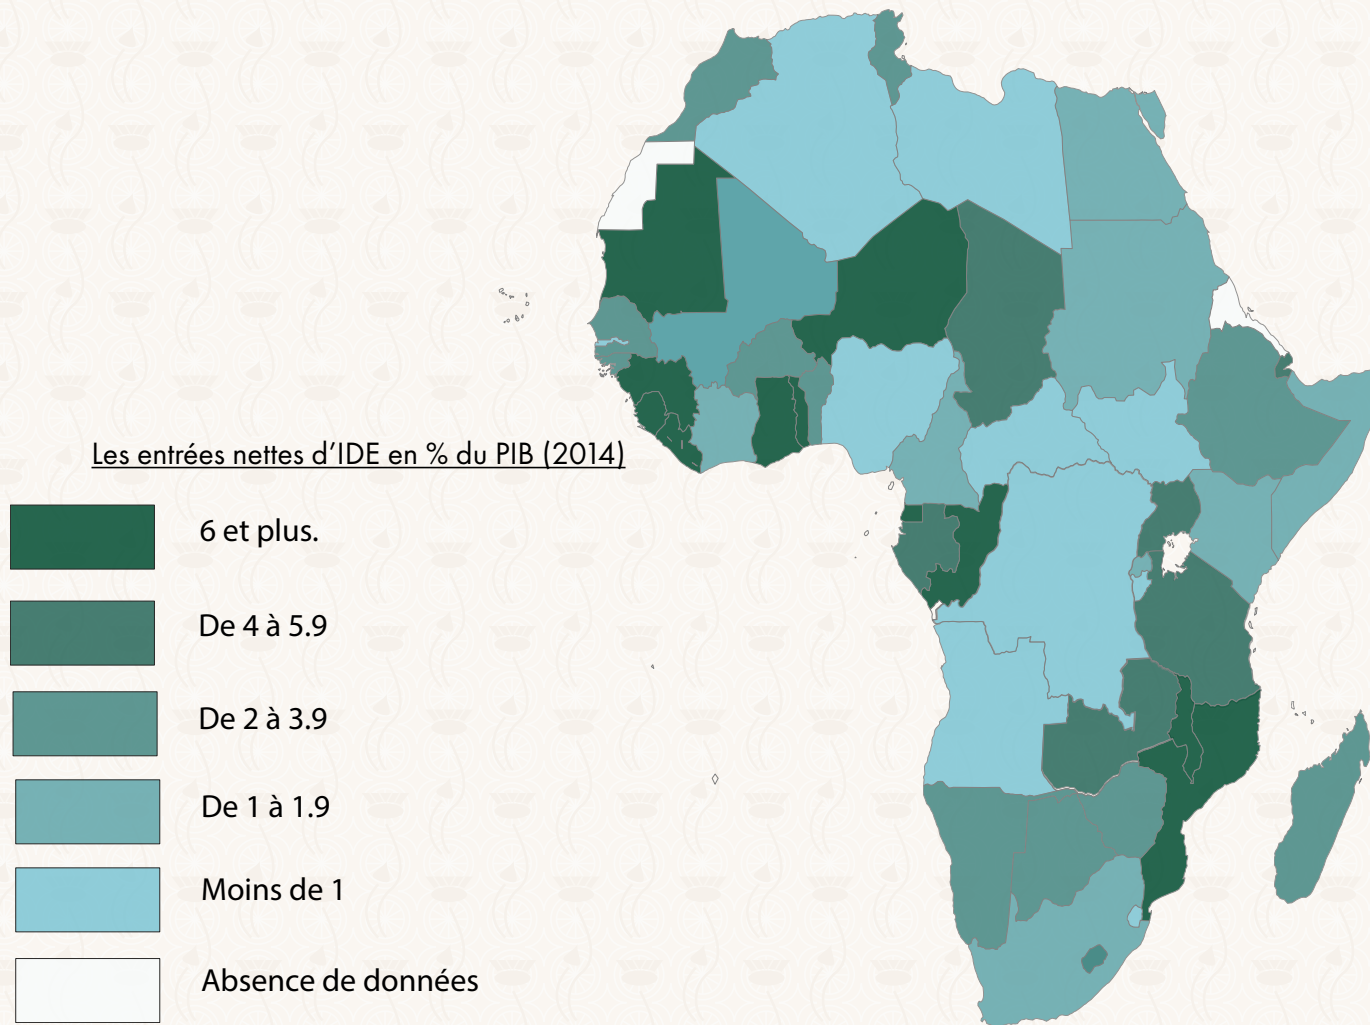 Les entrées nettes d'IDE en % du PIB (2014)
6 et plus.
De 4 à 5.9
De 2 à 3.9
De 1 à 1.9
Moins de 1
Absence de données